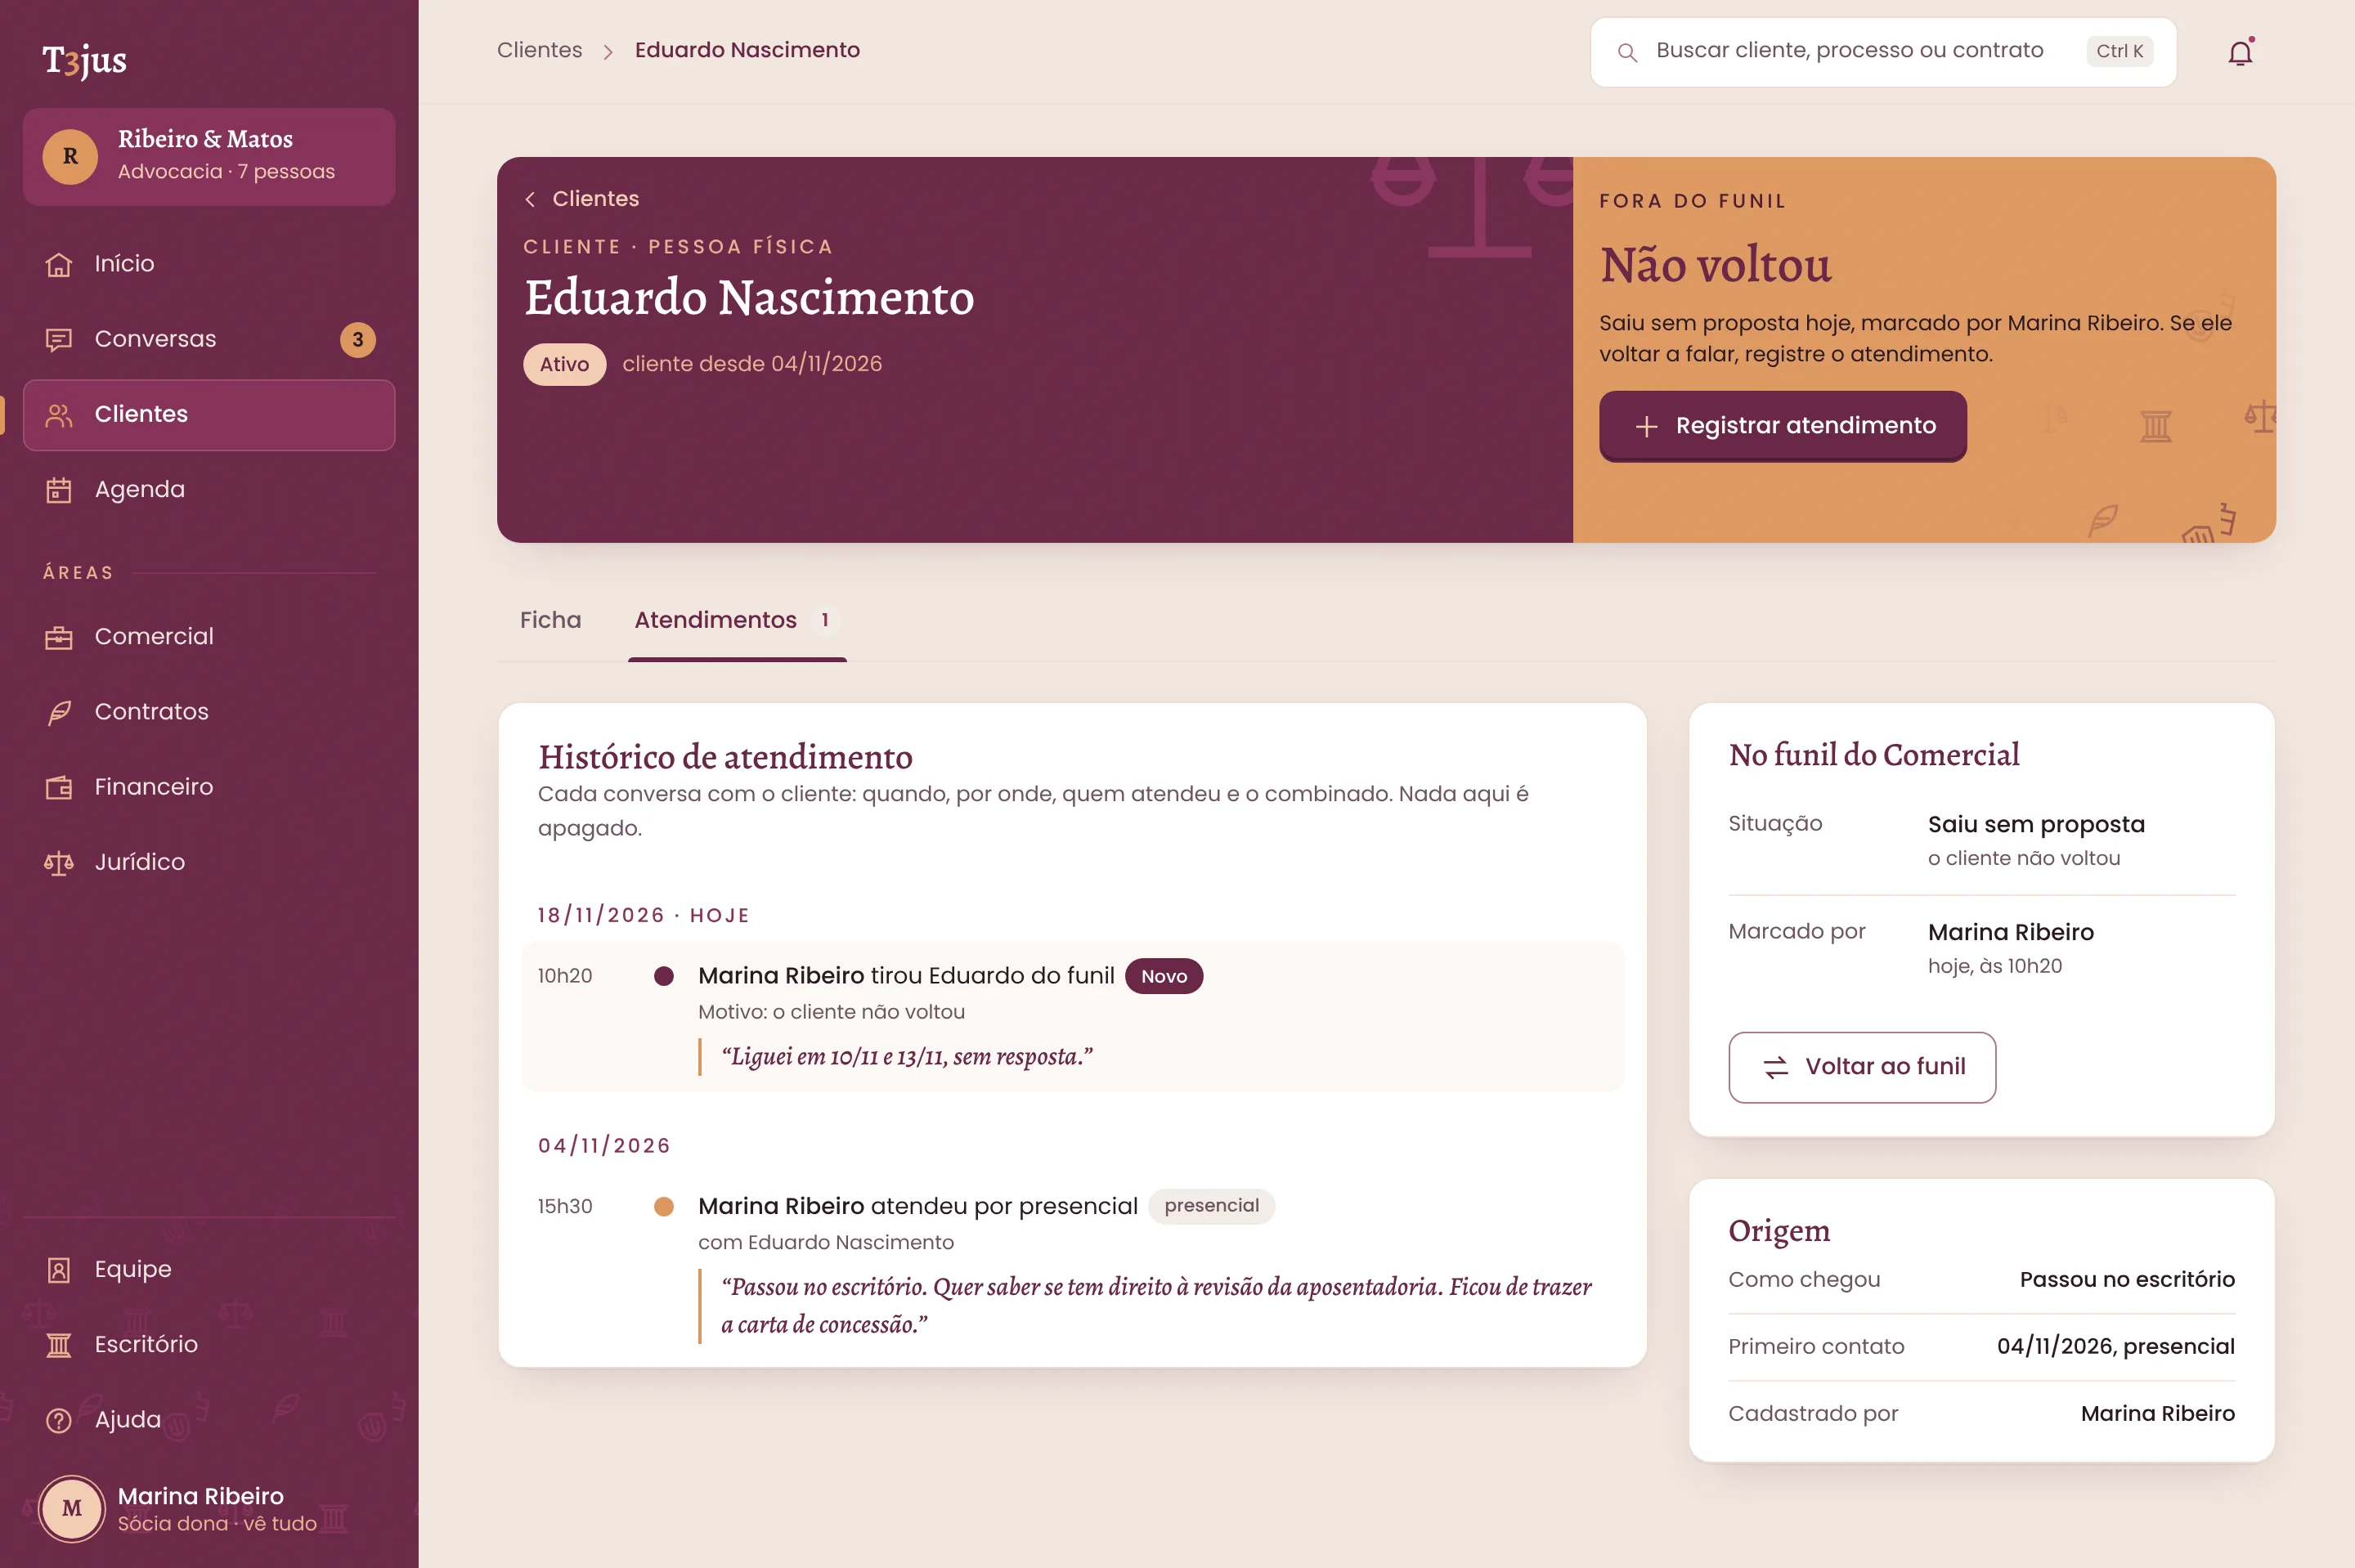 T3jus
R
Ribeiro & Matos
Advocacia · 7 pessoas
Início
Conversas
3
Clientes
Agenda
ÁREAS
Comercial
Contratos
Financeiro
Jurídico
Equipe
Escritório
Ajuda
M
Marina Ribeiro
Sócia dona · vê tudo
Clientes
Eduardo Nascimento
Buscar cliente, processo ou contrato
Ctrl K
Clientes
CLIENTE · PESSOA FÍSICA
Eduardo Nascimento
Ativo
cliente desde 04/11/2026
FORA DO FUNIL
Não voltou
Saiu sem proposta hoje, marcado por Marina Ribeiro. Se ele
voltar a falar, registre o atendimento.
Registrar atendimento
Ficha
Atendimentos
1
Histórico de atendimento
Cada conversa com o cliente: quando, por onde, quem atendeu e o combinado. Nada aqui é
apagado.
18/11/2026 · HOJE
10h20
Marina Ribeiro tirou Eduardo do funil
Novo
Motivo: o cliente não voltou
“Liguei em 10/11 e 13/11, sem resposta.”
04/11/2026
15h30
Marina Ribeiro atendeu por presencial
presencial
com Eduardo Nascimento
“Passou no escritório. Quer saber se tem direito à revisão da aposentadoria. Ficou de trazer
a carta de concessão.”
No funil do Comercial
Situação
Saiu sem proposta
o cliente não voltou
Marcado por
Marina Ribeiro
hoje, às 10h20
Voltar ao funil
Origem
Como chegou
Passou no escritório
Primeiro contato
04/11/2026, presencial
Cadastrado por
Marina Ribeiro